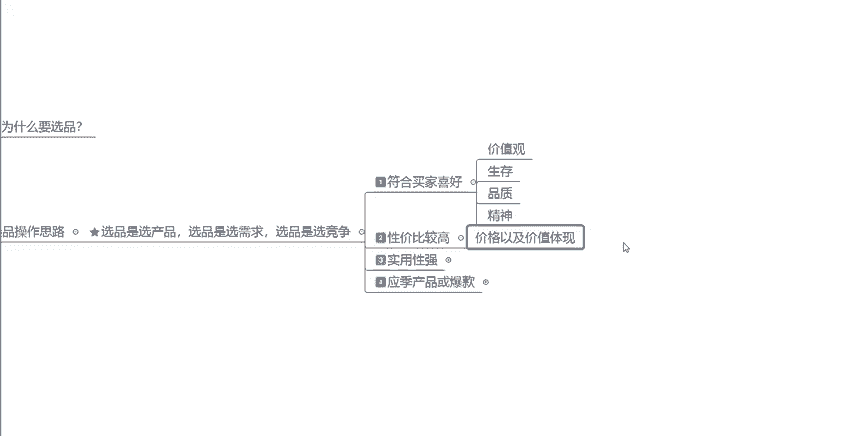 为什么要选品？
品操作思路
★选品是选产品，选品是选需求，选品是选竞争
1 符合买家喜好
价值观
生存
品质
精神
2 性价比较高
价格以及价值体现
3 实用性强
4 应季产品或爆款